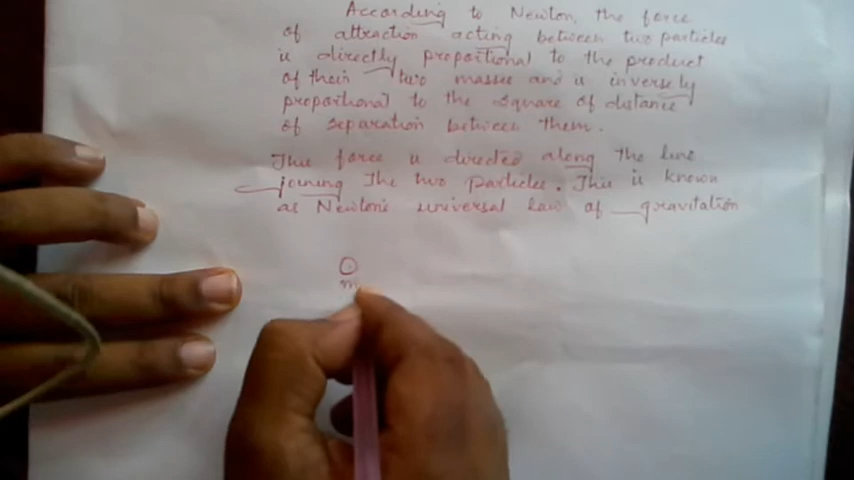 According to Newton, the force
of attraction acting between two particles
is directly proportional to the product
of their two masses and is inversely
proportional to the square of distance
of separation between them.
This force is directed along the line
joining the two particles. This is known
as Newton's universal law of gravitation
m